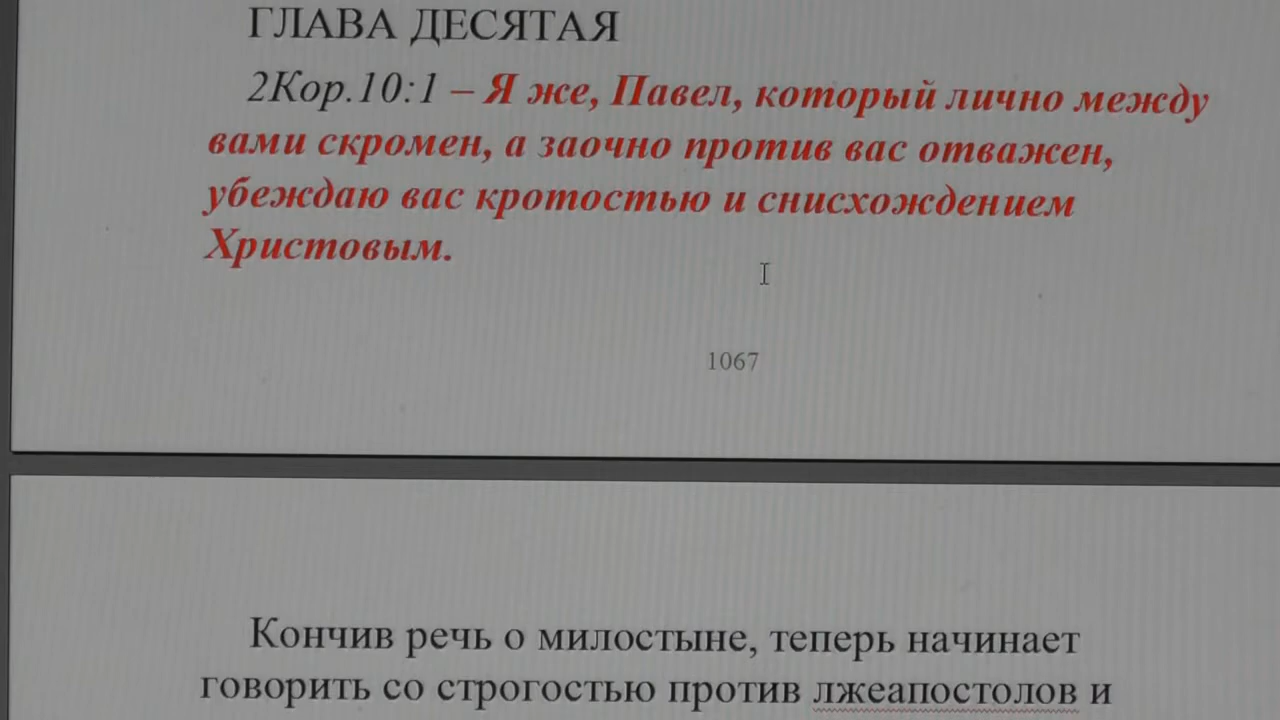 ГЛАВА ДЕСЯТАЯ
2Кор.10:1 – Я же, Павел, который лично между
вами скромен, а заочно против вас отважен,
убеждаю вас кротостью и снисхождением
Христовым.
1067
Кончив речь о милостыне, теперь начинает
говорить со строгостью против лжеапостолов и